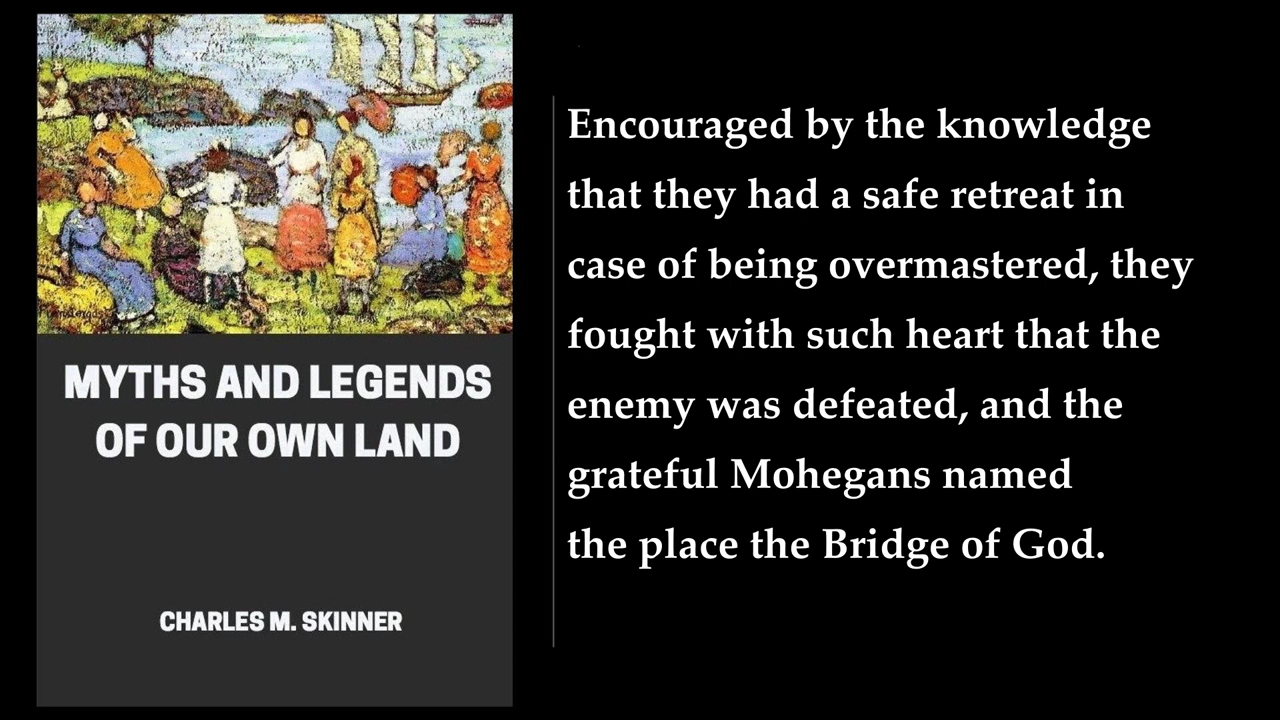 MYTHS AND LEGENDS
OF OUR OWN LAND
CHARLES M. SKINNER
Encouraged by the knowledge
that they had a safe retreat in
case of being overmastered, they
fought with such heart that the
enemy was defeated, and the
grateful Mohegans named
the place the Bridge of God.